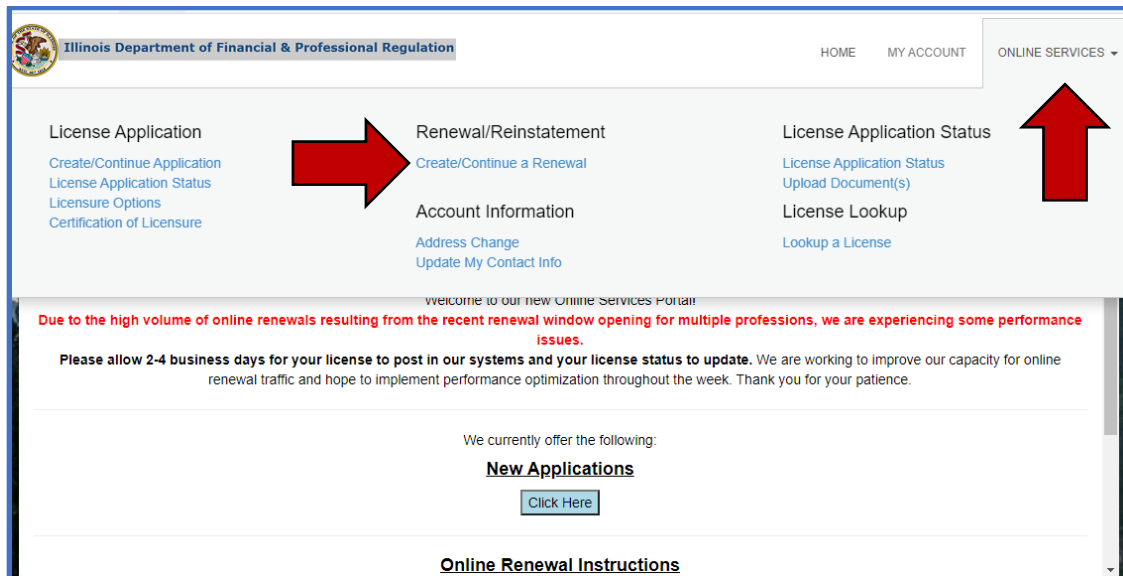 Illinois Department of Financial & Professional Regulation
HOME MY ACCOUNT ONLINE SERVICES
License Application
Create/Continue Application
License Application Status
Licensure Options
Certification of Licensure
Renewal/Reinstatement
Create/Continue a Renewal
Account Information
Address Change
Update My Contact Info
License Application Status
License Application Status
Upload Document(s)
License Lookup
Lookup a License
Welcome to our new Online Services Portal!
Due to the high volume of online renewals resulting from the recent renewal window opening for multiple professions, we are experiencing some performance
issues.
Please allow 2-4 business days for your license to post in our systems and your license status to update. We are working to improve our capacity for online
renewal traffic and hope to implement performance optimization throughout the week. Thank you for your patience.
We currently offer the following:
New Applications
Click Here
Online Renewal Instructions